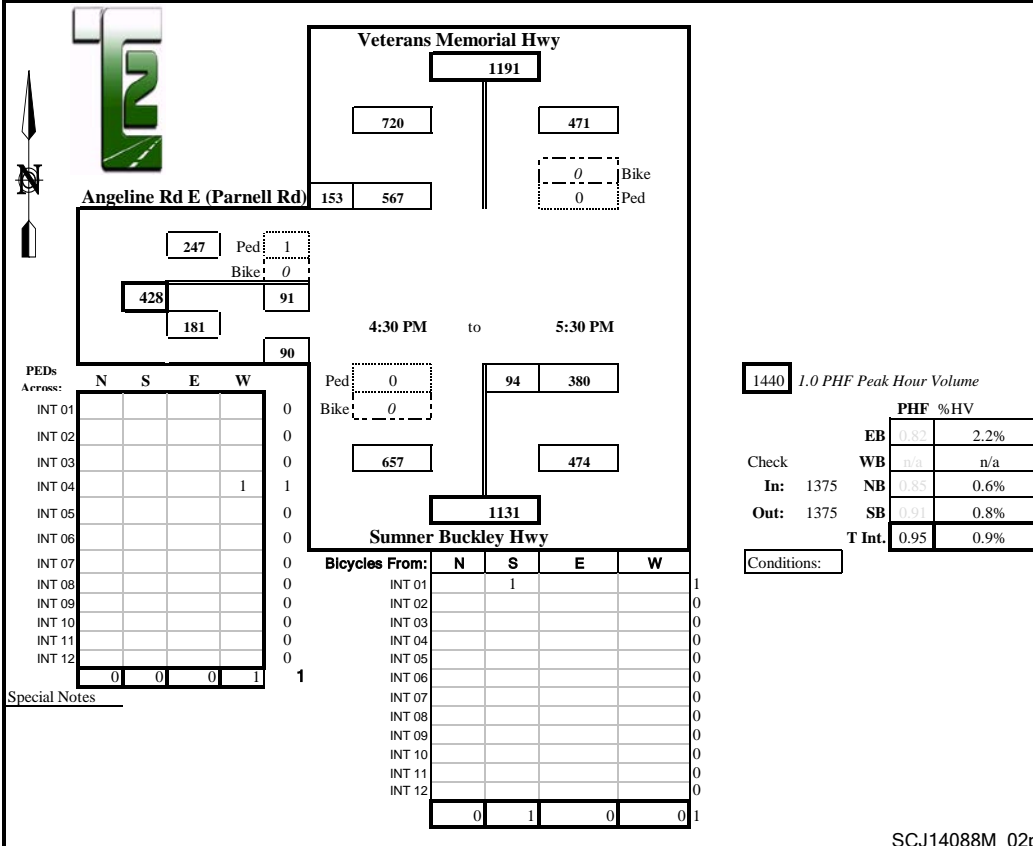 T2
Veterans Memorial Hwy
1191
720 471
0 Bike
N
Angeline Rd E (Parnell Rd) 153 567 0 Ped
247 Ped 1
Bike 0
428 91
181 4:30 PM to 5:30 PM
90
PEDs
Across: N S E W Ped 0 94 380 1440 1.0 PHF Peak Hour Volume
INT 01 0 Bike 0 PHF %HV
INT 02 0 EB 0.82 2.2%
INT 03 0 657 474 Check WB n/a n/a
INT 04 1 1 In: 1375 NB 0.85 0.6%
INT 05 0 1131 Out: 1375 SB 0.91 0.8%
INT 06 0 Sumner Buckley Hwy T Int. 0.95 0.9%
INT 07 0 Bicycles From: N S E W Conditions:
INT 08 0 INT 01 1 1
INT 09 0 INT 02 0
INT 10 0 INT 03 0
INT 11 0 INT 04 0
INT 12 0 INT 05 0
0 0 0 1 1 INT 06 0
Special Notes INT 07 0
INT 08 0
INT 09 0
INT 10 0
INT 11 0
INT 12 0
0 1 0 0 1